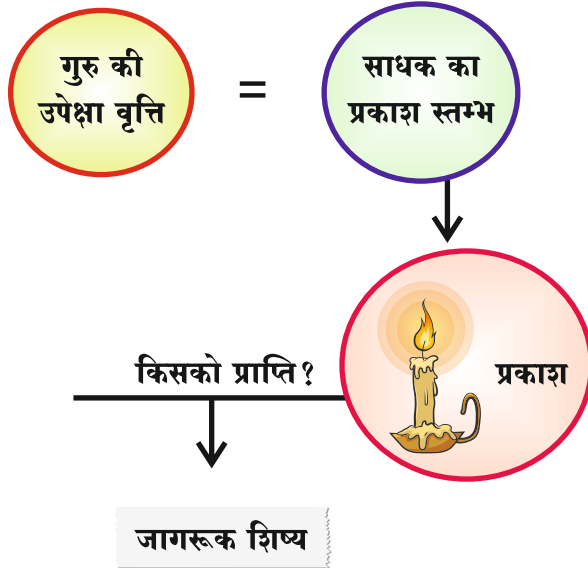 गुरु की
उपेक्षा वृत्ति
=
साधक का
प्रकाश स्तम्भ
किसको प्राप्ति?
प्रकाश
जागरूक शिष्य